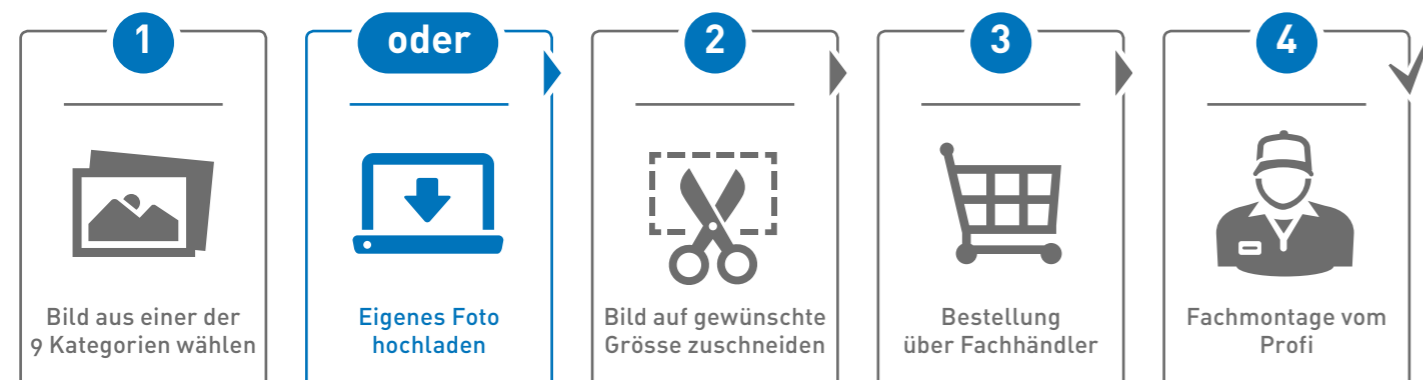 1
Bild aus einer der
9 Kategorien wählen
oder
Eigenes Foto
hochladen
2
Bild auf gewünschte
Grösse zuschneiden
3
Bestellung
über Fachhändler
4
Fachmontage vom
Profi